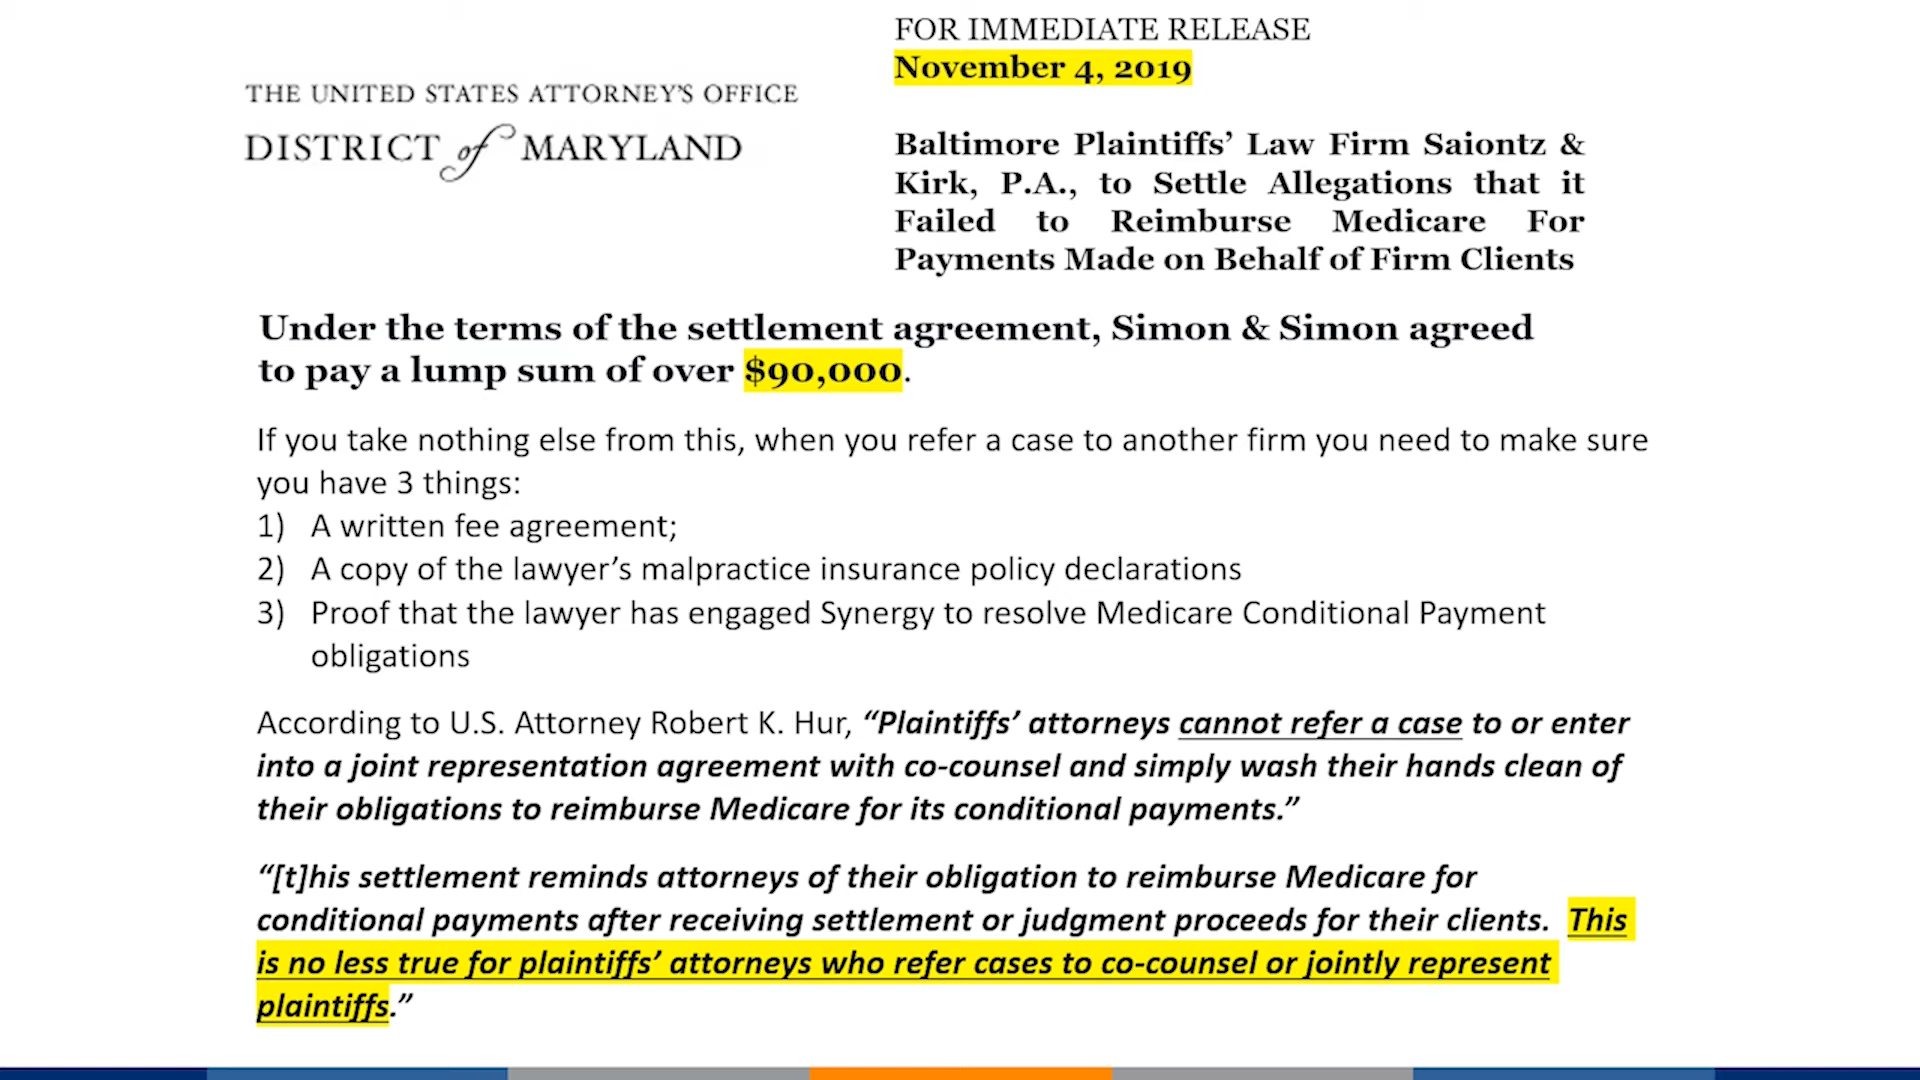 THE UNITED STATES ATTORNEY'S OFFICE
DISTRICT of MARYLAND
FOR IMMEDIATE RELEASE
November 4, 2019
Baltimore Plaintiffs’ Law Firm Saiontz &
Kirk, P.A., to Settle Allegations that it
Failed to Reimburse Medicare For
Payments Made on Behalf of Firm Clients
Under the terms of the settlement agreement, Simon & Simon agreed
to pay a lump sum of over $90,000.
If you take nothing else from this, when you refer a case to another firm you need to make sure
you have 3 things:
1) A written fee agreement;
2) A copy of the lawyer’s malpractice insurance policy declarations
3) Proof that the lawyer has engaged Synergy to resolve Medicare Conditional Payment
obligations
According to U.S. Attorney Robert K. Hur, “Plaintiffs’ attorneys cannot refer a case to or enter
into a joint representation agreement with co-counsel and simply wash their hands clean of
their obligations to reimburse Medicare for its conditional payments.”
“[t]his settlement reminds attorneys of their obligation to reimburse Medicare for
conditional payments after receiving settlement or judgment proceeds for their clients. This
is no less true for plaintiffs’ attorneys who refer cases to co-counsel or jointly represent
plaintiffs.”